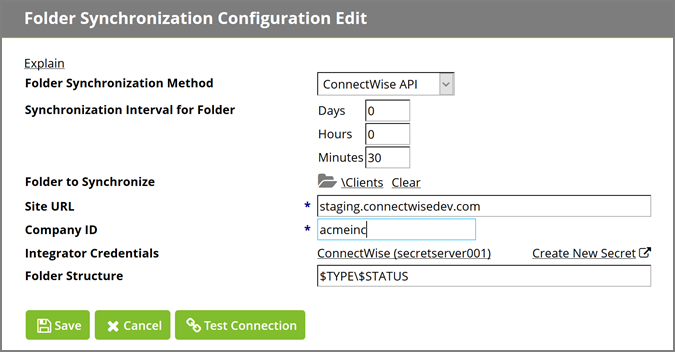 Folder Synchronization Configuration Edit
Explain
Folder Synchronization Method ConnectWise API
Synchronization Interval for Folder Days 0
Hours 0
Minutes 30
Folder to Synchronize \Clients Clear
Site URL * staging.connectwisedev.com
Company ID * acmeinc
Integrator Credentials ConnectWise (secretserver001) Create New Secret
Folder Structure $TYPE\$STATUS
Save Cancel Test Connection